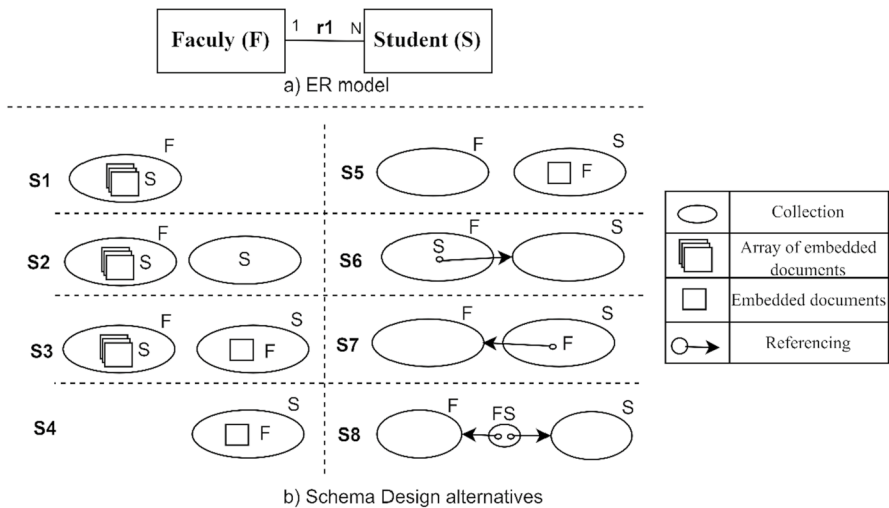 Faculy (F) 1 r1 N Student (S)
a) ER model
S1 F S
S2 F S S
S3 F S S F
S4 S F
S5 F S F
S6 F S S
S7 F S F
S8 F FS S
Collection
Array of embedded
documents
Embedded documents
Referencing
b) Schema Design alternatives